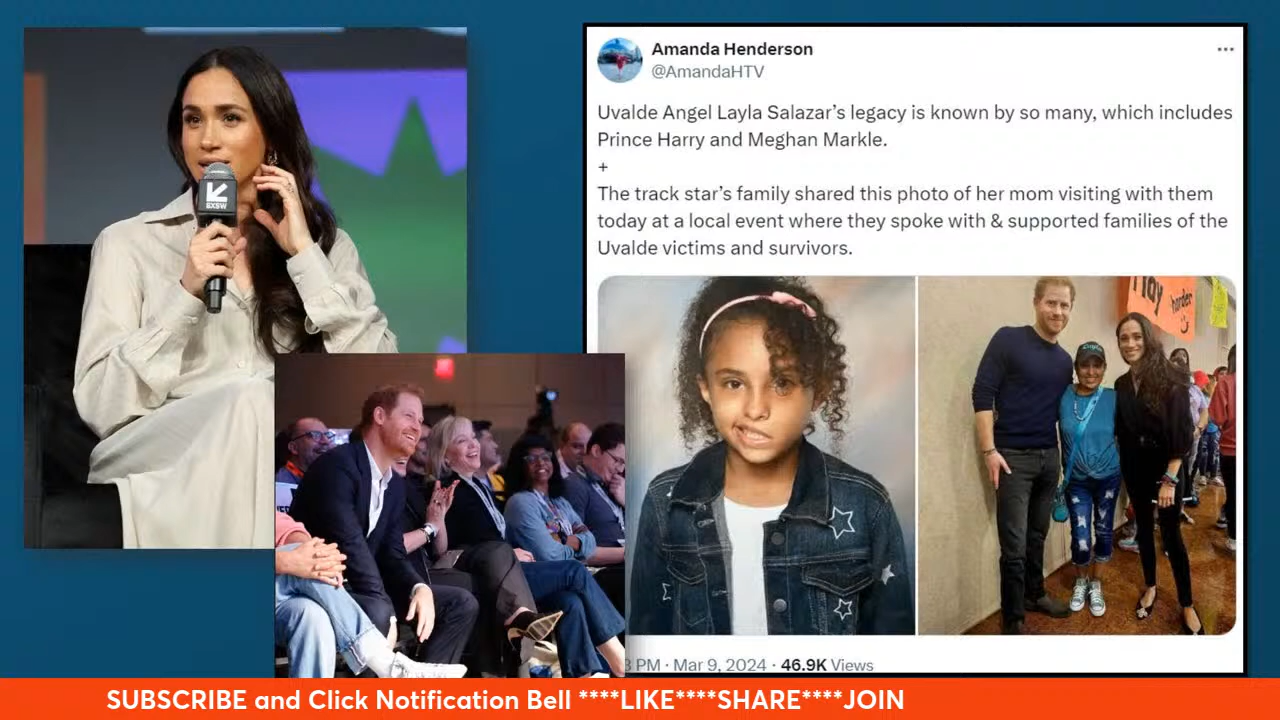 SXSW
Amanda Henderson
@AmandaHTV
Uvalde Angel Layla Salazar’s legacy is known by so many, which includes
Prince Harry and Meghan Markle.
+
The track star’s family shared this photo of her mom visiting with them
today at a local event where they spoke with & supported families of the
Uvalde victims and survivors.
harder
PM · Mar 9, 2024 · 46.9K Views
SUBSCRIBE and Click Notification Bell ****LIKE****SHARE****JOIN